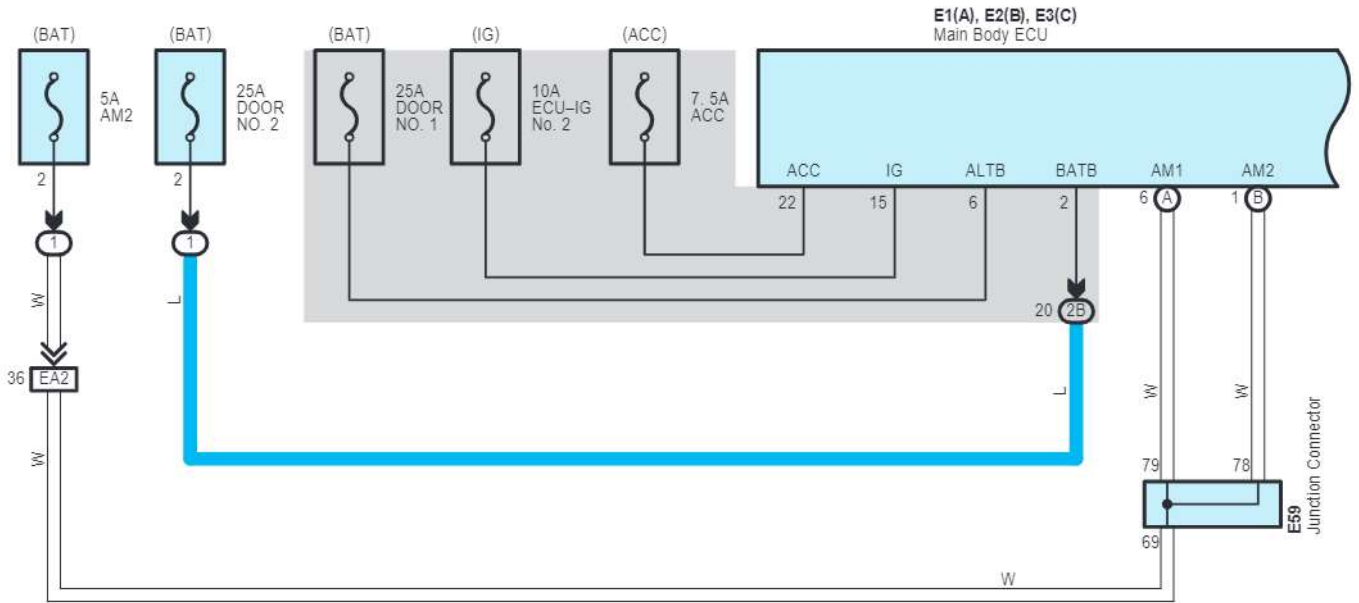 E1(A), E2(B), E3(C)
Main Body ECU
(BAT)
(BAT)
(BAT)
(IG)
(ACC)
5A
AM2
25A
DOOR
NO. 2
25A
DOOR
NO. 1
10A
ECU–IG
No. 2
7. 5A
ACC
ACC
IG
ALTB
BATB
AM1
AM2
2
2
22
15
6
2
6 A
1 B
1
1
20 2B
W
L
L
W
W
36 EA2
W
79
78
E59
Junction Connector
69
W